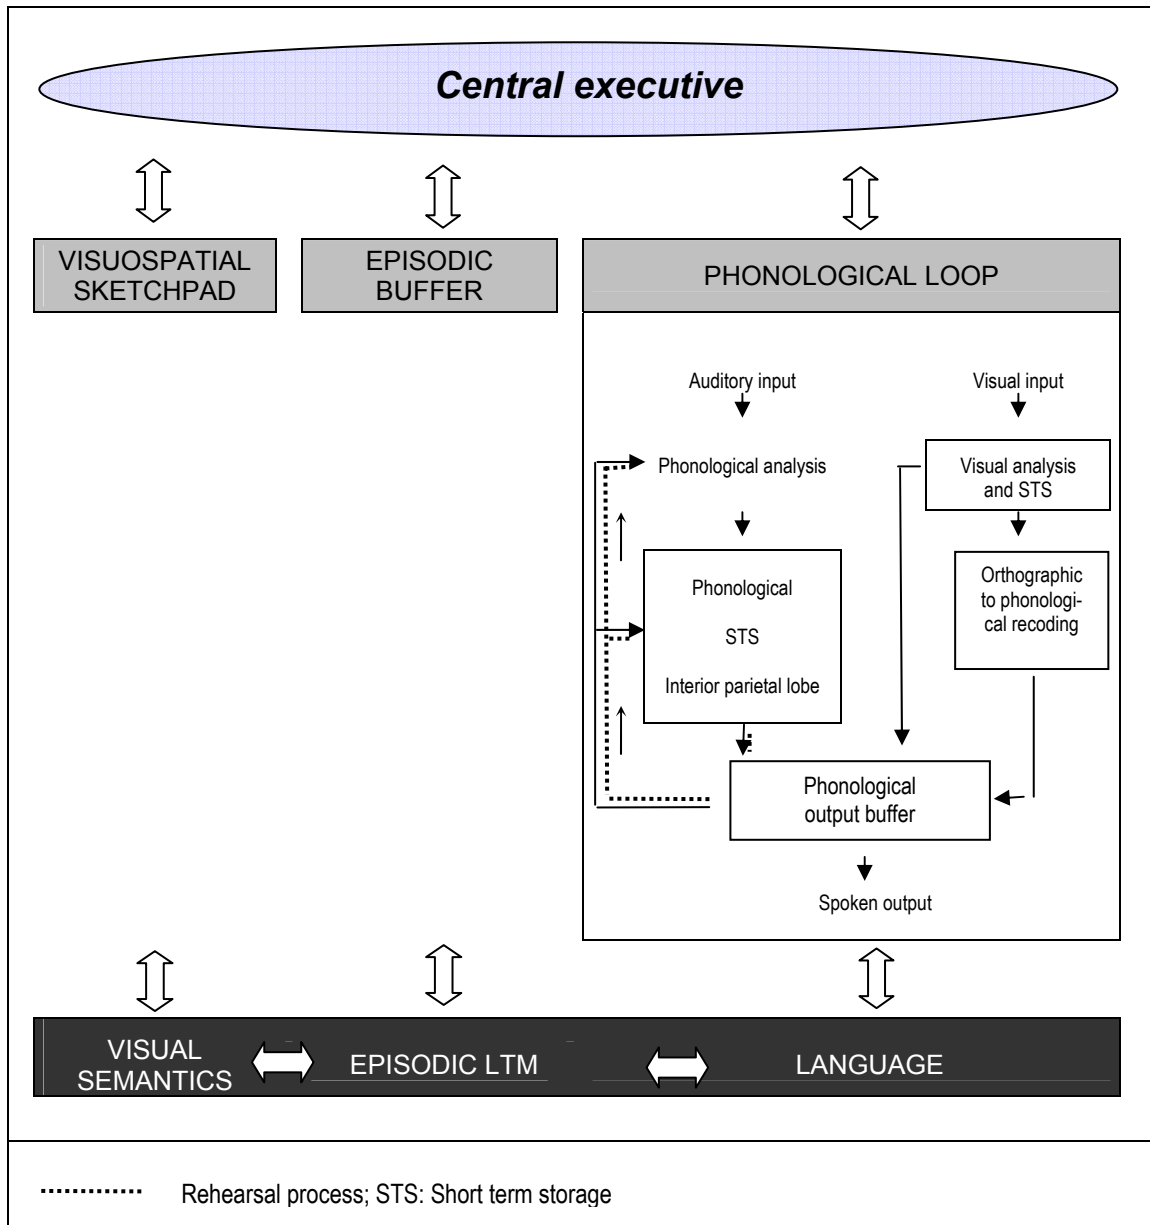 Central executive
VISUOSPATIAL
SKETCHPAD
EPISODIC
BUFFER
PHONOLOGICAL LOOP
Auditory input
Visual input
Phonological analysis
Visual analysis
and STS
Phonological
STS
Interior parietal lobe
Orthographic
to phonologi-
cal recoding
Phonological
output buffer
Spoken output
VISUAL
SEMANTICS
EPISODIC LTM
LANGUAGE
Rehearsal process; STS: Short term storage